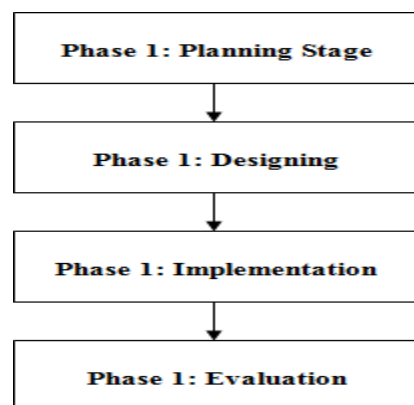 Phase 1: Planning Stage
Phase 1: Designing
Phase 1: Implementation
Phase 1: Evaluation